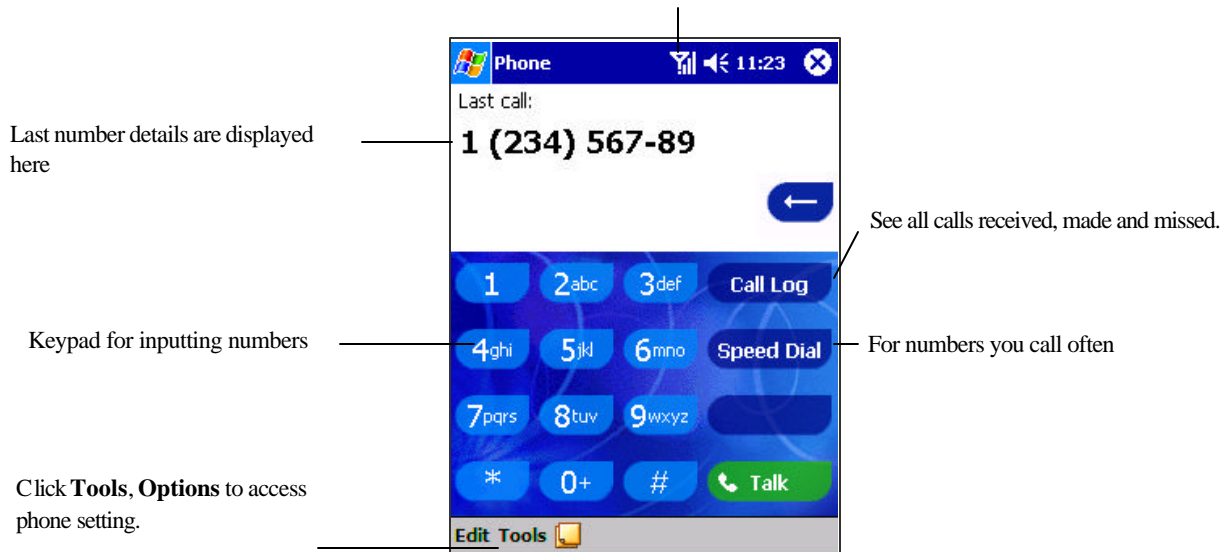 Phone 11:23
Last call:
1 (234) 567-89
Last number details are displayed
here
See all calls received, made and missed.
1 2abc 3def Call Log
Keypad for inputting numbers
4ghi 5jkl 6mno Speed Dial
For numbers you call often
7pqrs 8tuv 9wxyz
* 0+ # Talk
Click Tools, Options to access
phone setting.
Edit Tools